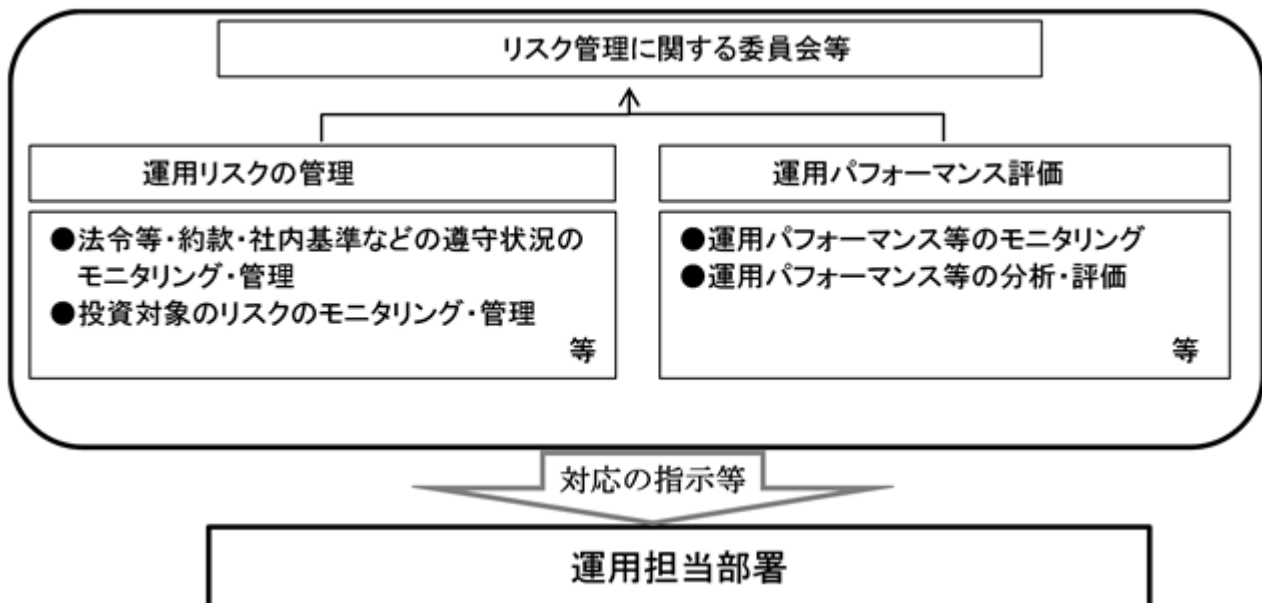 リスク管理に関する委員会等
運用リスクの管理
●法令等・約款・社内基準などの遵守状況の
モニタリング・管理
●投資対象のリスクのモニタリング・管理
等
運用パフォーマンス評価
●運用パフォーマンス等のモニタリング
●運用パフォーマンス等の分析・評価
等
対応の指示等
運用担当部署